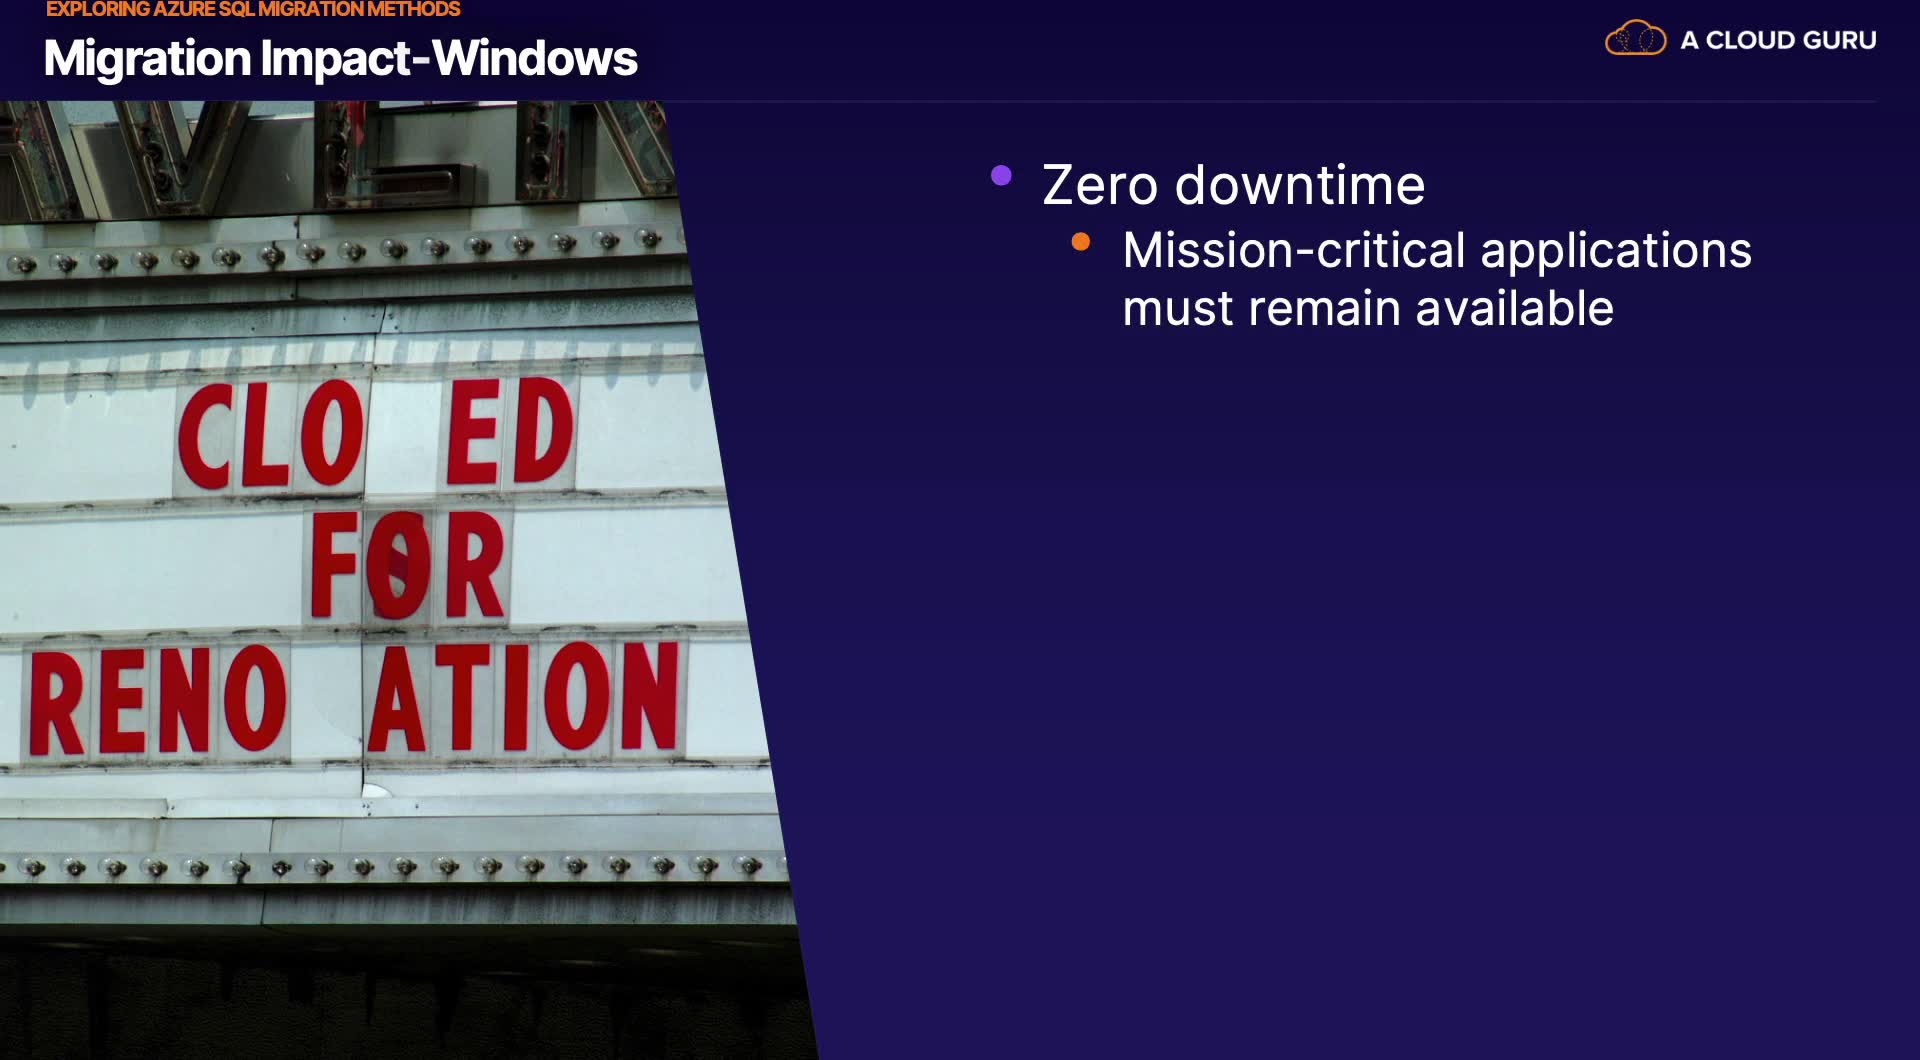 EXPLORING AZURE SQL MIGRATION METHODS
Migration Impact-Windows
A CLOUD GURU
Zero downtime
Mission-critical applications
must remain available
CLO ED
FOR
RENO ATION